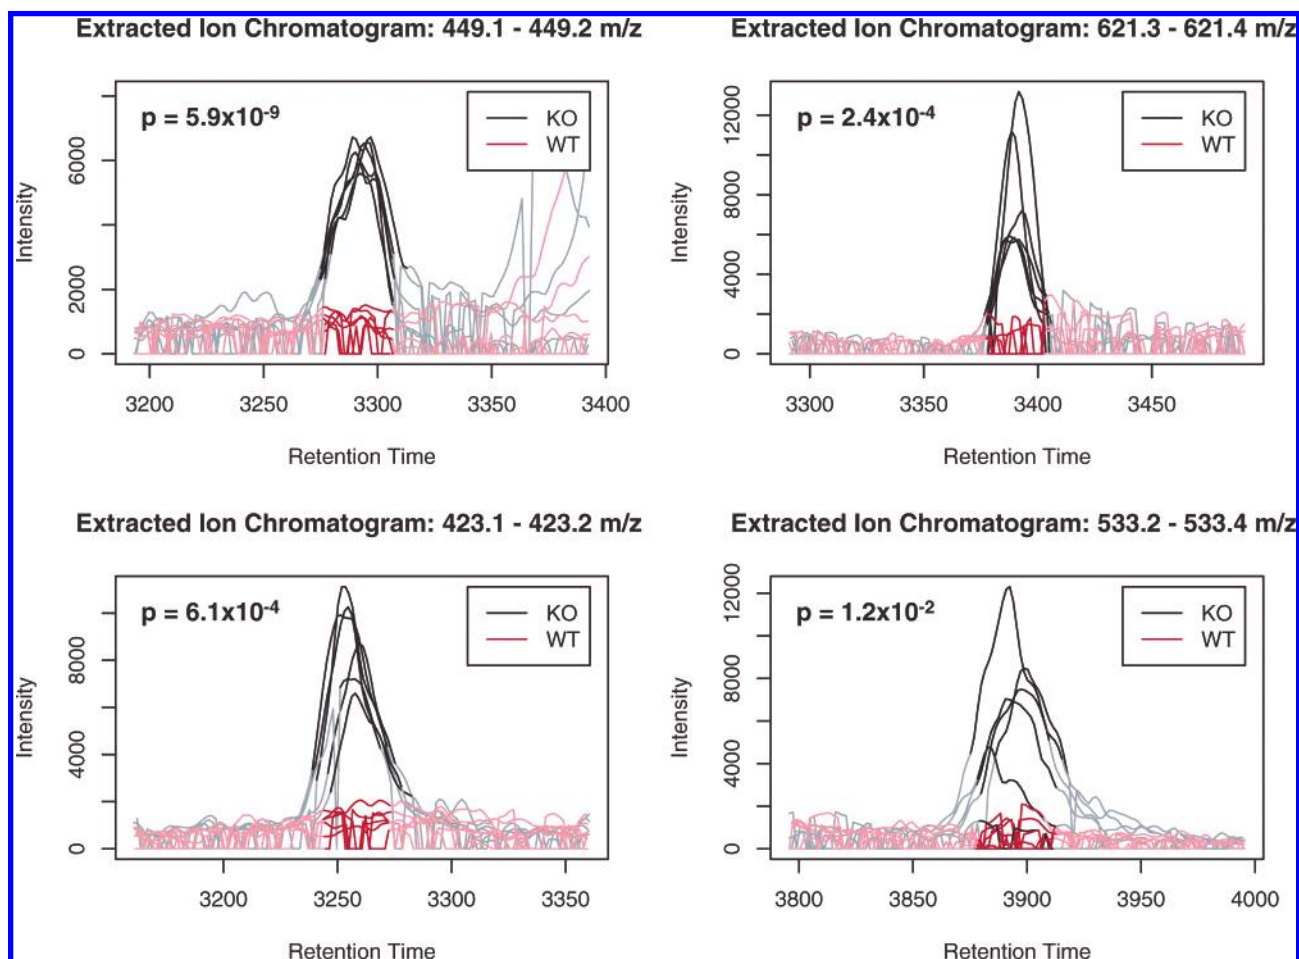 Extracted Ion Chromatogram: 449.1 - 449.2 m/z
p = 5.9x10-9
KO
WT
Intensity
6000
2000
0
3200 3250 3300 3350 3400
Retention Time
Extracted Ion Chromatogram: 621.3 - 621.4 m/z
p = 2.4x10-4
KO
WT
Intensity
12000
8000
4000
0
3300 3350 3400 3450
Retention Time
Extracted Ion Chromatogram: 423.1 - 423.2 m/z
p = 6.1x10-4
KO
WT
Intensity
8000
4000
0
3200 3250 3300 3350
Retention Time
Extracted Ion Chromatogram: 533.2 - 533.4 m/z
p = 1.2x10-2
KO
WT
Intensity
12000
8000
4000
0
3800 3850 3900 3950 4000
Retention Time